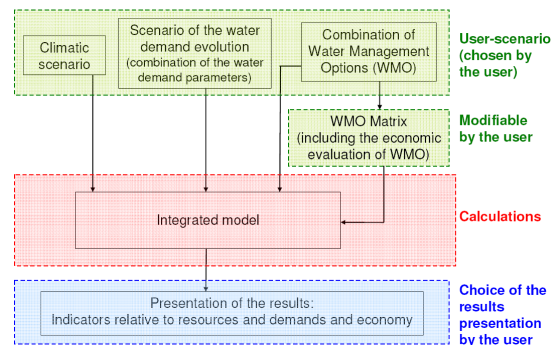 Climatic
scenario
Scenario of the water
demand evolution
(combination of the water
demand parameters)
Combination of
Water Management
Options (WMO)
User-scenario
(chosen by
the user)
WMO Matrix
(including the economic
evaluation of WMO)
Modifiable
by the user
Integrated model
Calculations
Presentation of the results:
Indicators relative to resources and demands and economy
Choice of the
results
presentation
by the user